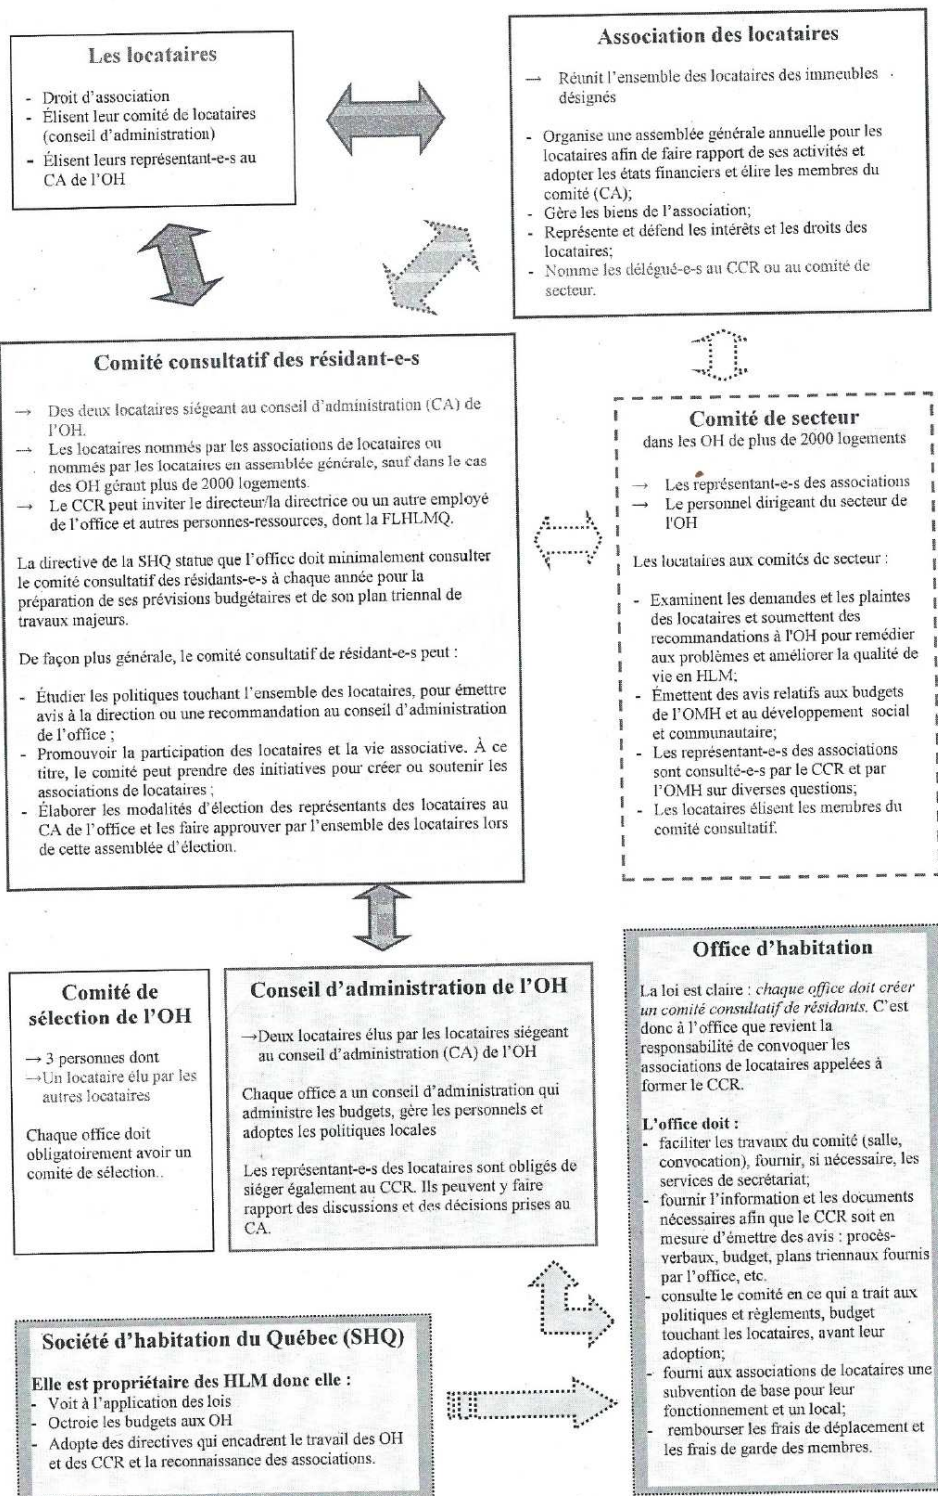 Les locataires
- Droit d'association
- Élisent leur comité de locataires
(conseil d'administration)
- Élisent leurs représentant-e-s au
CA de l'OH
Association des locataires
→ Réunit l'ensemble des locataires des immeubles
désignés
- Organise une assemblée générale annuelle pour les
locataires afin de faire rapport de ses activités et
adopter les états financiers et élire les membres du
comité (CA);
- Gère les biens de l'association;
- Représente et défend les intérêts et les droits des
locataires;
- Nomme les délégué-e-s au CCR ou au comité de
secteur.
Comité consultatif des résidant-e-s
→ Des deux locataires siégeant au conseil d'administration (CA) de
l'OH.
→ Les locataires nommés par les associations de locataires ou
nommés par les locataires en assemblée générale, sauf dans le cas
des OH gérant plus de 2000 logements.
→ Le CCR peut inviter le directeur/la directrice ou un autre employé
de l'office et autres personnes-ressources, dont la FLHLMQ.
La directive de la SHQ statue que l'office doit minimalement consulter
le comité consultatif des résidants-e-s à chaque année pour la
préparation de ses prévisions budgétaires et de son plan triennal de
travaux majeurs.
De façon plus générale, le comité consultatif de résidant-e-s peut :
- Étudier les politiques touchant l'ensemble des locataires, pour émettre
avis à la direction ou une recommandation au conseil d'administration
de l'office ;
- Promouvoir la participation des locataires et la vie associative. À ce
titre, le comité peut prendre des initiatives pour créer ou soutenir les
associations de locataires ;
- Élaborer les modalités d'élection des représentants des locataires au
CA de l'office et les faire approuver par l'ensemble des locataires lors
de cette assemblée d'élection.
Comité de secteur
dans les OH de plus de 2000 logements
→ Les représentant-e-s des associations
→ Le personnel dirigeant du secteur de
l'OH
Les locataires aux comités de secteur :
- Examinent les demandes et les plaintes
des locataires et soumettent des
recommandations à l'OH pour remédier
aux problèmes et améliorer la qualité de
vie en HLM;
- Émettent des avis relatifs aux budgets
de l'OMH et au développement social
et communautaire;
- Les représentant-e-s des associations
sont consulté-e-s par le CCR et par
l'OMH sur diverses questions;
- Les locataires élisent les membres du
comité consultatif.
Comité de
sélection de l'OH
→ 3 personnes dont
→Un locataire élu par les
autres locataires
Chaque office doit
obligatoirement avoir un
comité de sélection..
Conseil d'administration de l'OH
→Deux locataires élus par les locataires siégeant
au conseil d'administration (CA) de l'OH
Chaque office a un conseil d'administration qui
administre les budgets, gère les personnels et
adoptes les politiques locales
Les représentant-e-s des locataires sont obligés de
siéger également au CCR. Ils peuvent y faire
rapport des discussions et des décisions prises au
CA.
Office d'habitation
La loi est claire : chaque office doit créer
un comité consultatif de résidants. C'est
donc à l'office que revient la
responsabilité de convoquer les
associations de locataires appelées à
former le CCR.
L'office doit :
- faciliter les travaux du comité (salle,
convocation), fournir, si nécessaire, les
services de secrétariat;
- fournir l'information et les documents
nécessaires afin que le CCR soit en
mesure d'émettre des avis : procès-
verbaux, budget, plans triennaux fournis
par l'office, etc.
- consulte le comité en ce qui a trait aux
politiques et règlements, budget
touchant les locataires, avant leur
adoption;
- fourni aux associations de locataires une
subvention de base pour leur
fonctionnement et un local;
- rembourser les frais de déplacement et
les frais de garde des membres.
Société d'habitation du Québec (SHQ)
Elle est propriétaire des HLM donc elle :
- Voit à l'application des lois
- Octroie les budgets aux OH
- Adopte des directives qui encadrent le travail des OH
et des CCR et la reconnaissance des associations.